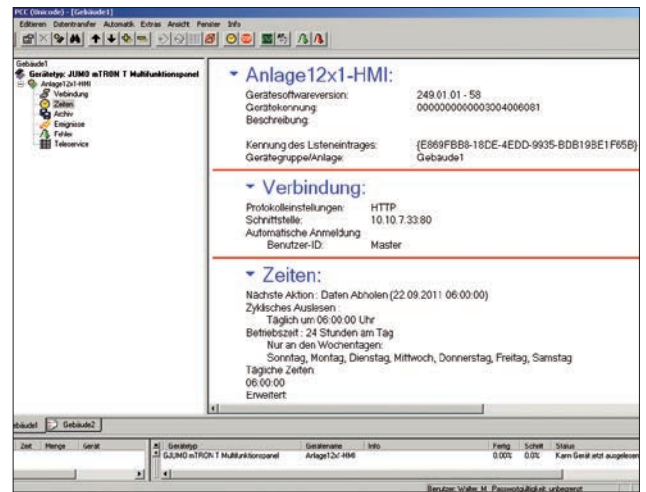 PCC (Unicode) - [Gebäude1]
Editieren Datentransfer Automatik Extras Ansicht Fenster Info
Gebäude1
Gerätetyp: JUMO mTRON T Multifunktionspanel
Anlage12x1-HMI
Verbindung
Zeiten
Archiv
Ereignisse
Fehler
Teleservice
Anlage12x1-HMI:
Gerätesoftwareversion: 249.01.01 - 58
Gerätekennung: 0000000000003004006081
Beschreibung:
Kennung des Listeneintrages: {E869FBB8-18DE-4EDD-9935-BDB19BE1F65B}
Gerätegruppe/Anlage: Gebäude1
Verbindung:
Protokolleinstellungen: HTTP
Schnittstelle: 10.10.7.33:80
Automatische Anmeldung
Benutzer-ID: Master
Zeiten:
Nächste Aktion : Daten Abholen (22.09.2011 06:00:00)
Zyklisches Auslesen :
Täglich um 06:00:00 Uhr
Betriebszeit : 24 Stunden am Tag
Nur an den Wochentagen:
Sonntag, Montag, Dienstag, Mittwoch, Donnerstag, Freitag, Samstag
Tägliche Zeiten
06:00:00
Erweitert
ebäude1 Gebäude2
Zeit Menge Gerät
Gerätetyp Gerätename Info Fertig Schritt Status
JUMO mTRON T Multifunktionspanel Anlage12x1-HMI 0.00% 0.0% Kann Gerät jetzt ausgelesen
Benutzer: Walter, M Passwortgültigkeit: unbegrenzt